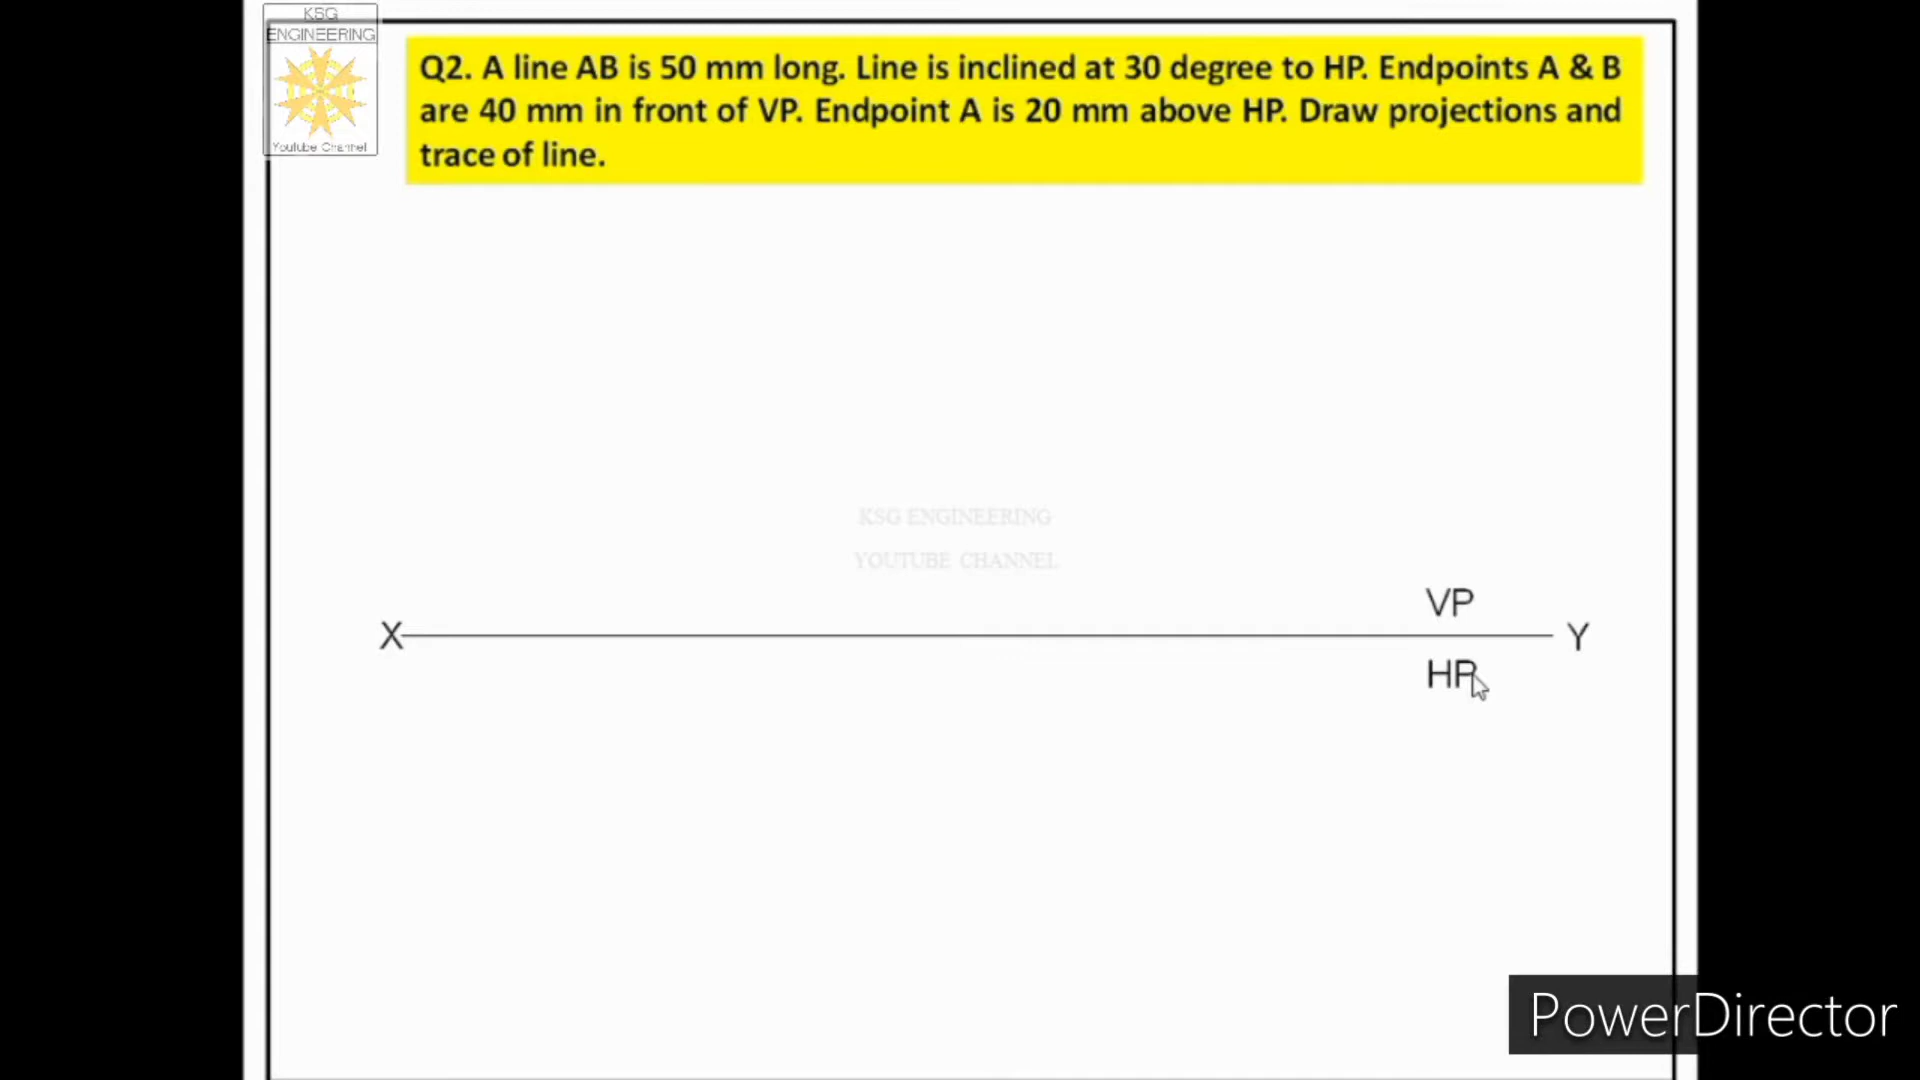 KSG
ENGINEERING
Youtube Channel
Q2. A line AB is 50 mm long. Line is inclined at 30 degree to HP. Endpoints A & B
are 40 mm in front of VP. Endpoint A is 20 mm above HP. Draw projections and
trace of line.
KSG ENGINEERING
YOUTUBE CHANNEL
VP
X Y
HP
PowerDirector